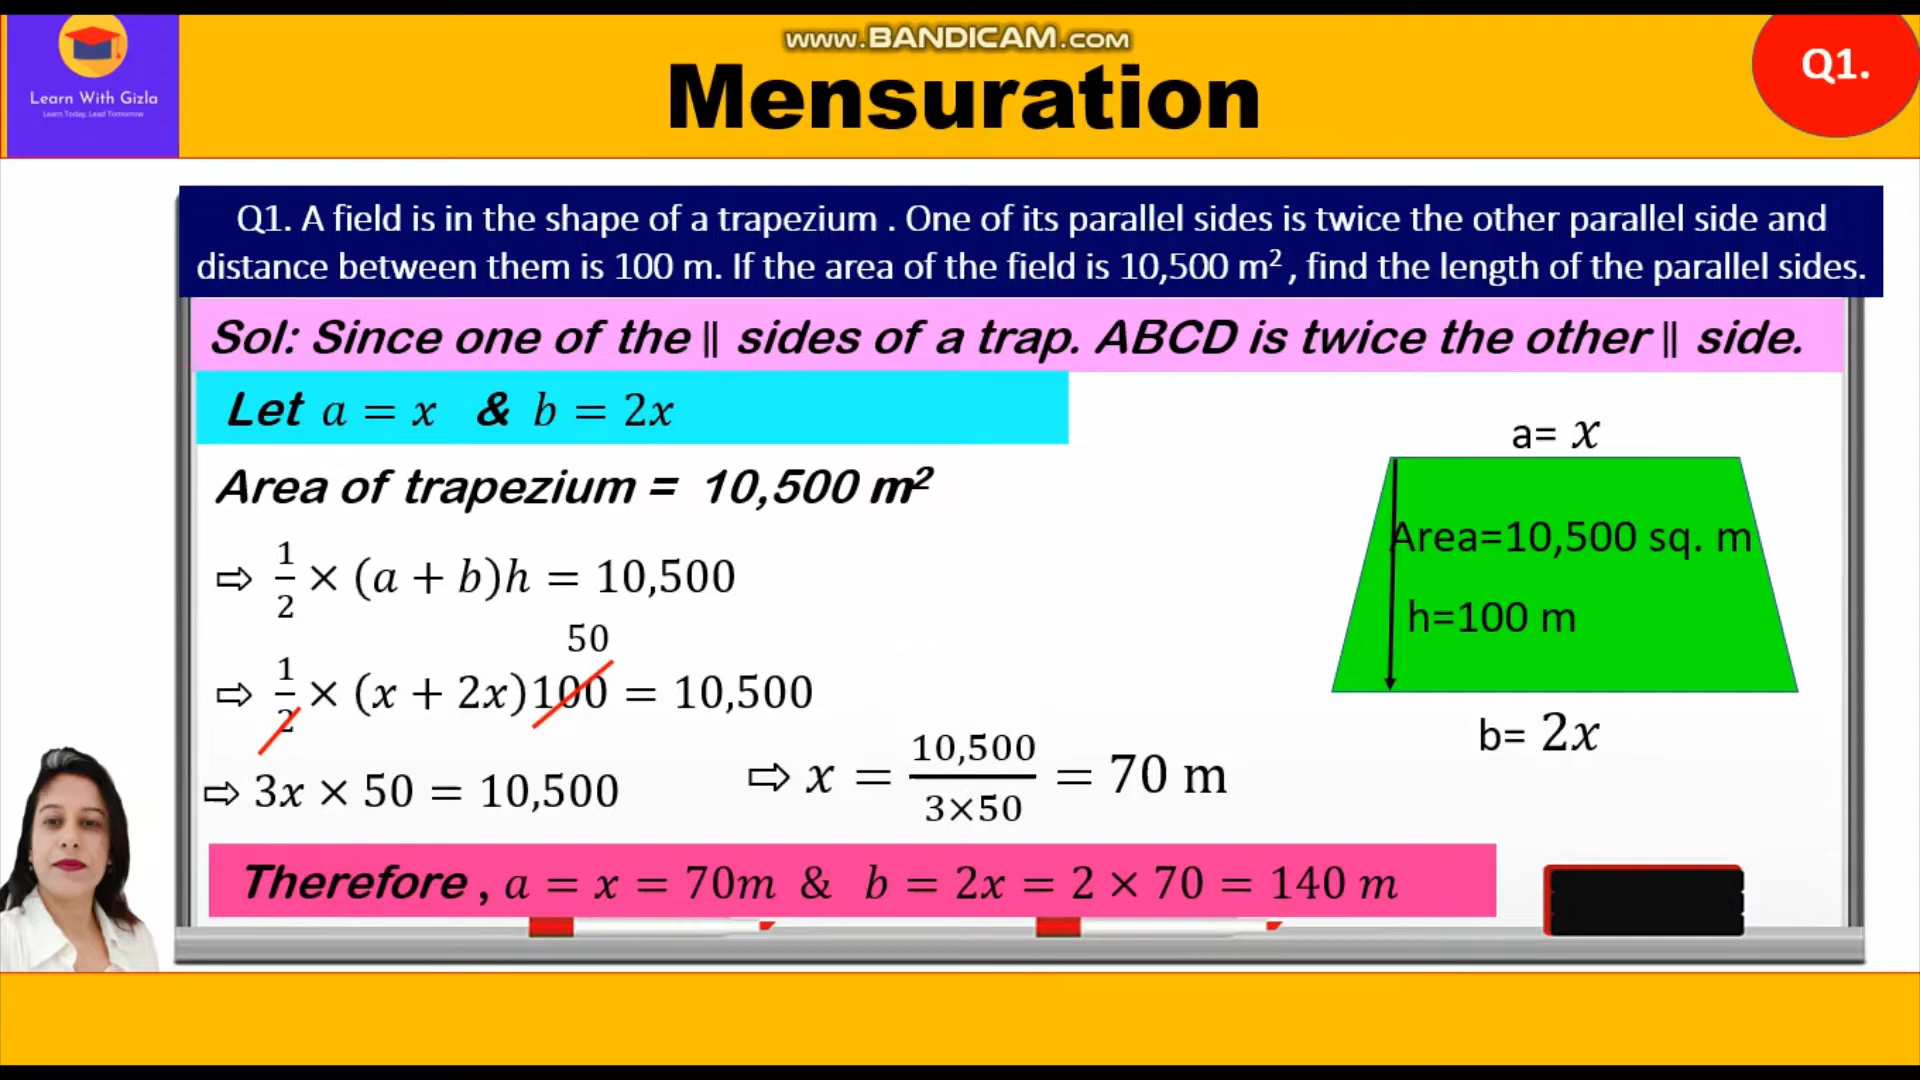 www.BANDICAM.com
Mensuration
Q1.
Learn With Gizla
Learn Today, Lead Tomorrow
Q1. A field is in the shape of a trapezium . One of its parallel sides is twice the other parallel side and
distance between them is 100 m. If the area of the field is 10,500 m², find the length of the parallel sides.
Sol: Since one of the ∥ sides of a trap. ABCD is twice the other ∥ side.
Let a = x & b = 2x
Area of trapezium = 10,500 m²
⇨ 1/2 × (a + b)h = 10,500
50
⇨ 1/2 × (x + 2x)100 = 10,500
⇨ 3x × 50 = 10,500
⇨ x = 10,500/3×50 = 70 m
Therefore , a = x = 70m & b = 2x = 2 × 70 = 140 m
a= x
Area=10,500 sq. m
h=100 m
b= 2x